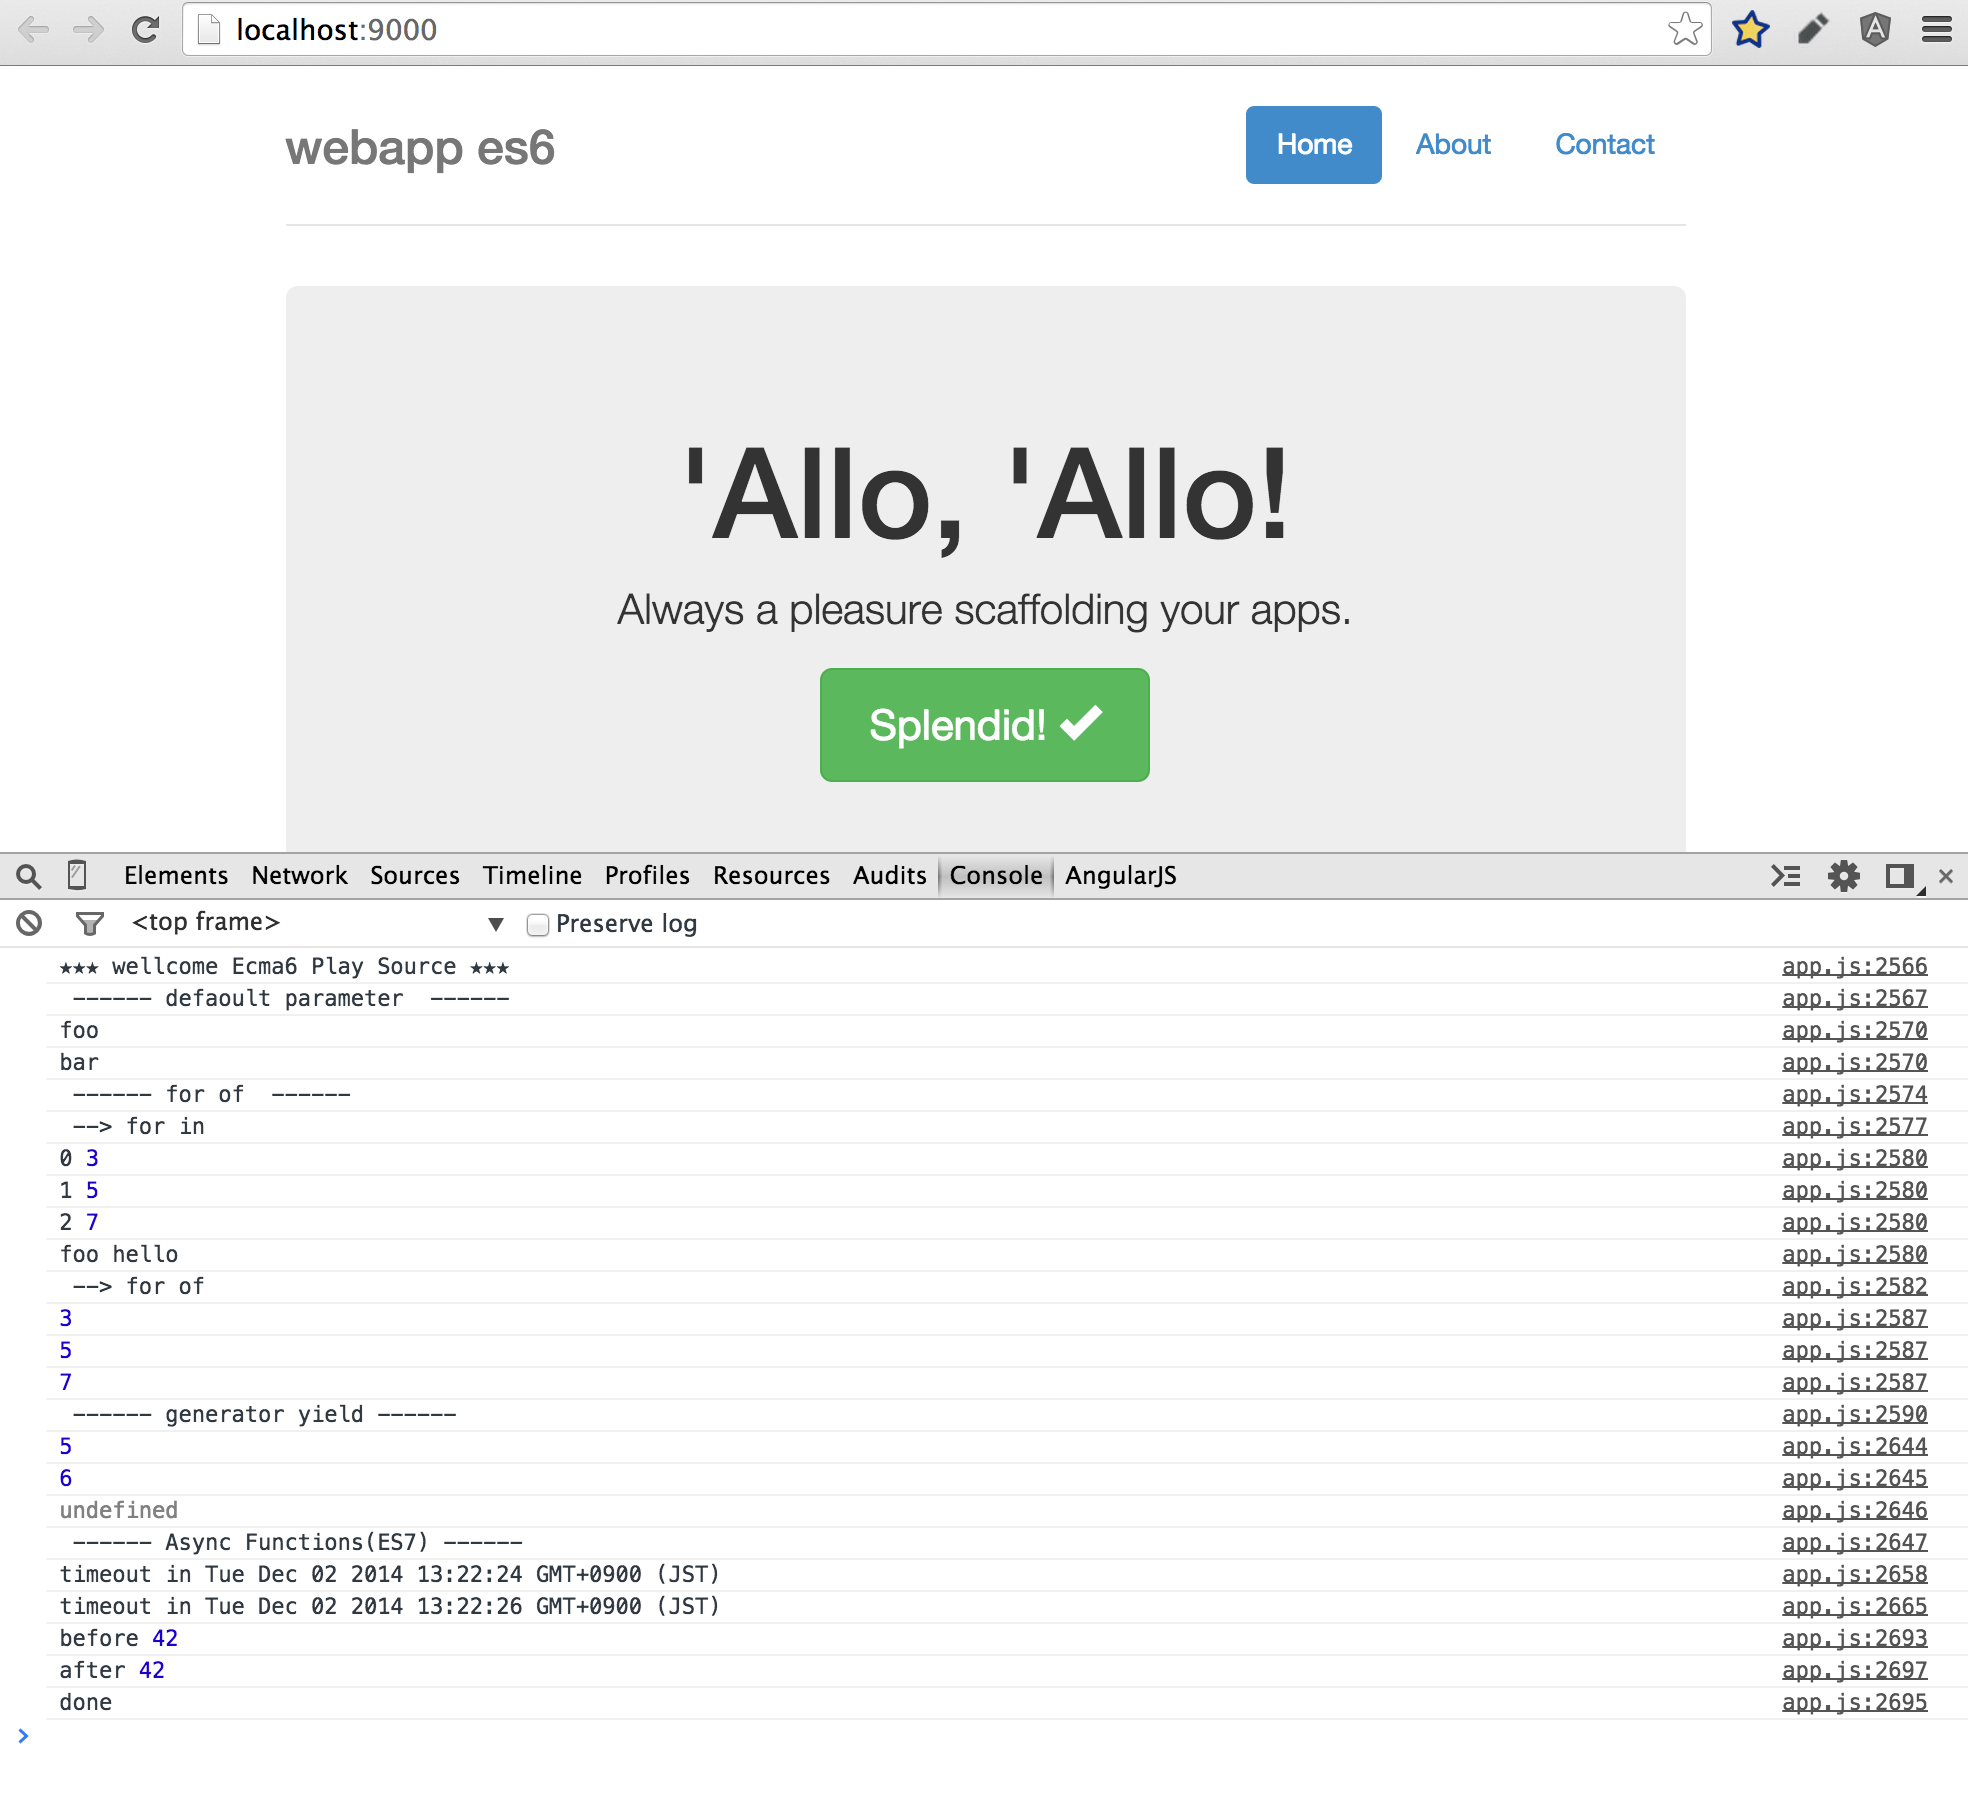 localhost:9000
webapp es6
Home About Contact
'Allo, 'Allo!
Always a pleasure scaffolding your apps.
Splendid!
Elements Network Sources Timeline Profiles Resources Audits Console AngularJS
<top frame> Preserve log
★★★ wellcome Ecma6 Play Source ★★★ app.js:2566
------ defaoult parameter ------ app.js:2567
foo app.js:2570
bar app.js:2570
------ for of ------ app.js:2574
--> for in app.js:2577
0 3 app.js:2580
1 5 app.js:2580
2 7 app.js:2580
foo hello app.js:2580
--> for of app.js:2582
3 app.js:2587
5 app.js:2587
7 app.js:2587
------ generator yield ------ app.js:2590
5 app.js:2644
6 app.js:2645
undefined app.js:2646
------ Async Functions(ES7) ------ app.js:2647
timeout in Tue Dec 02 2014 13:22:24 GMT+0900 (JST) app.js:2658
timeout in Tue Dec 02 2014 13:22:26 GMT+0900 (JST) app.js:2665
before 42 app.js:2693
after 42 app.js:2697
done app.js:2695